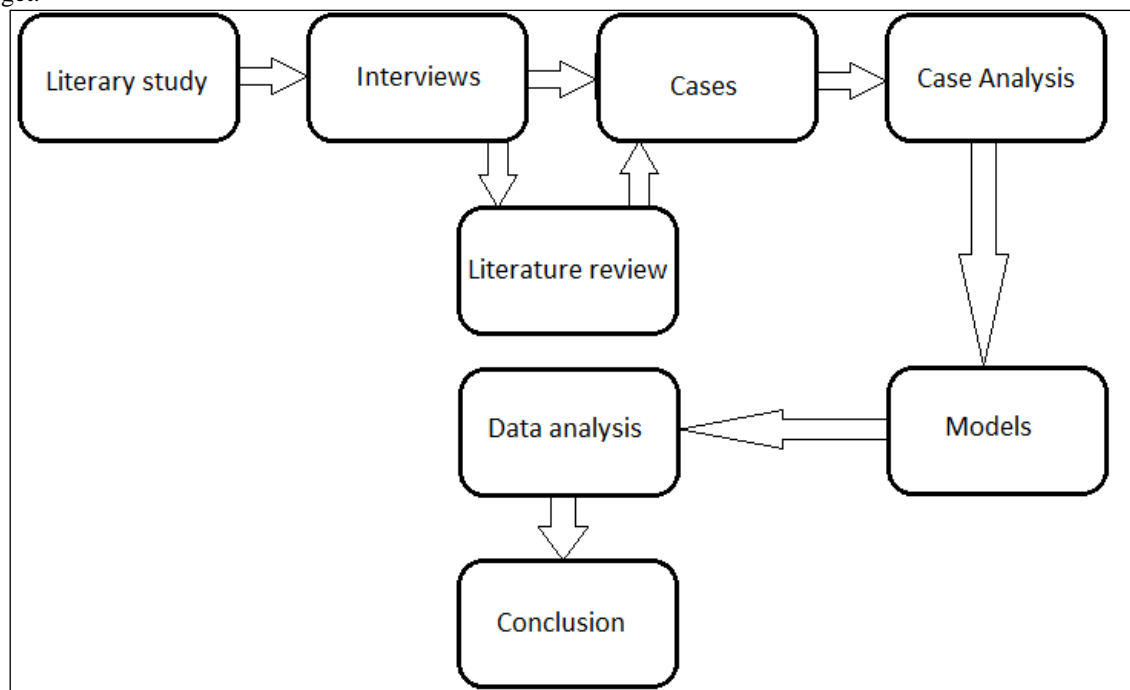 Literary study
Interviews
Cases
Case Analysis
Literature review
Data analysis
Models
Conclusion